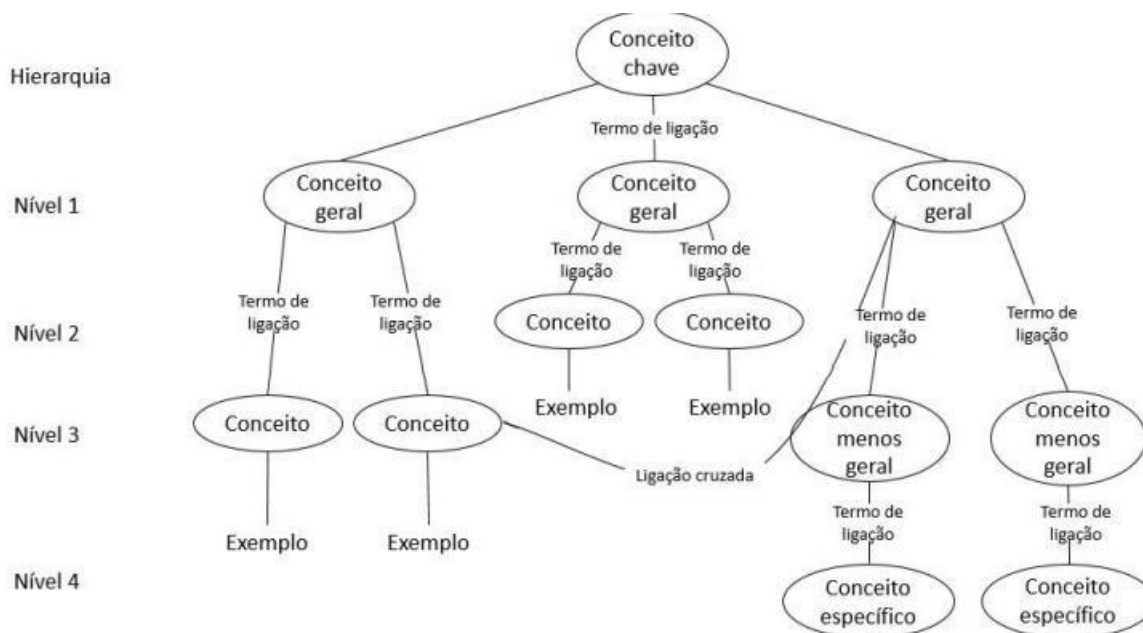 Conceito
chave
Hierarquia
Termo de ligação
Conceito
geral
Conceito
geral
Conceito
geral
Nível 1
Termo de
ligação
Termo de
ligação
Termo de
ligação
Termo de
ligação
Termo de
ligação
Termo de
ligação
Nível 2
Conceito
Conceito
Exemplo
Exemplo
Nível 3
Conceito
Conceito
Conceito
menos
geral
Conceito
menos
geral
Ligação cruzada
Termo de
ligação
Termo de
ligação
Exemplo
Exemplo
Nível 4
Conceito
específico
Conceito
específico